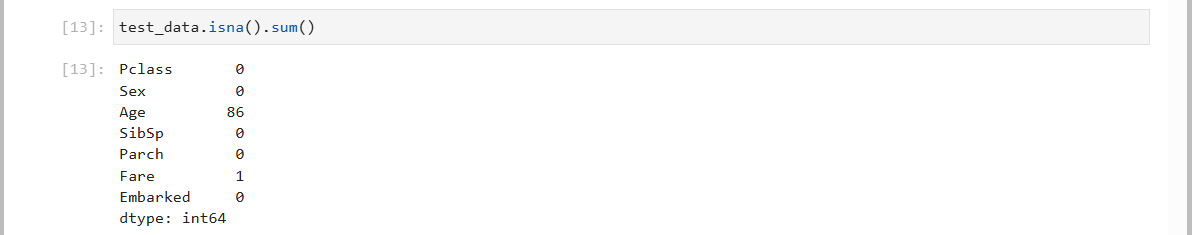 [13]: test_data.isna().sum()
[13]: Pclass 0
Sex 0
Age 86
SibSp 0
Parch 0
Fare 1
Embarked 0
dtype: int64